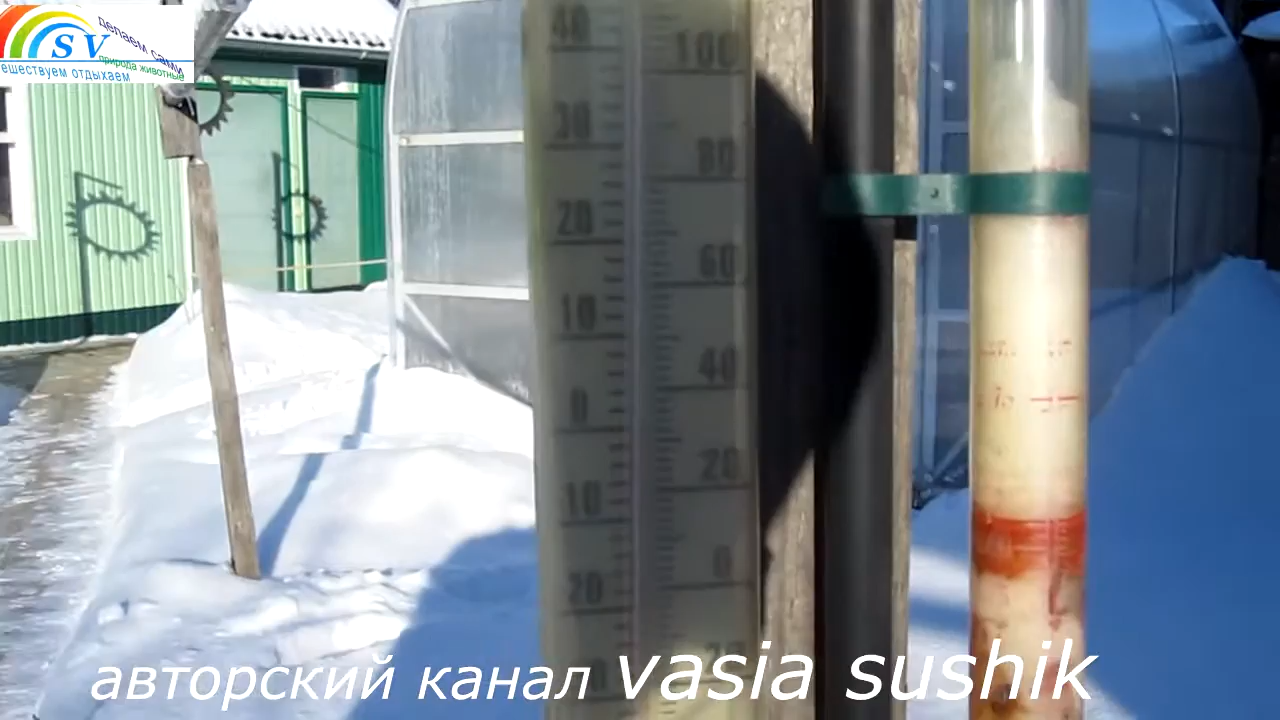 делаем сами
SV
природа животные
ешествуем отдыхаем
40
100
30
80
20
60
10
40
0
20
10
0
20
20
авторский канал vasia sushik